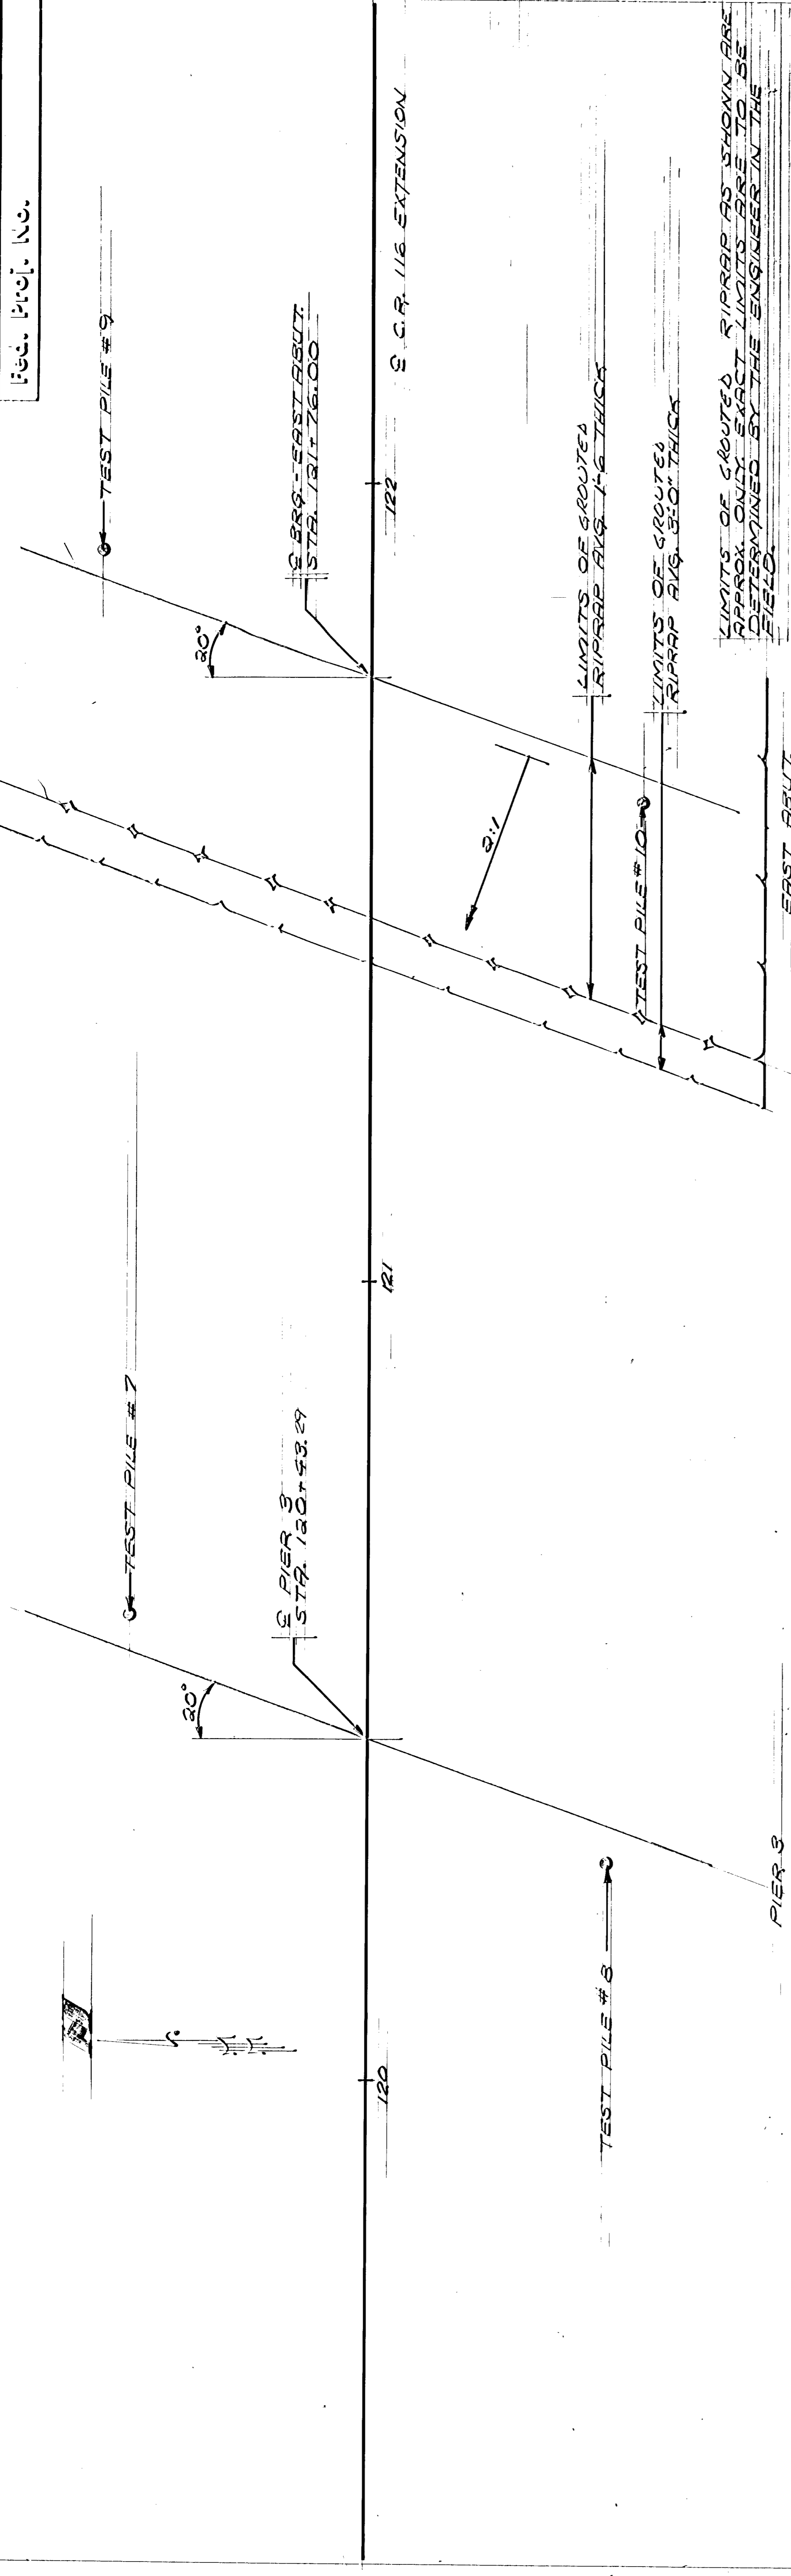 Fed. Proj. No.
TEST PILE #9
20°
℄ BRG.-EAST ABUT.
STA. 121+76.00
122
℄ C.R. 116 EXTENSION
2:1
LIMITS OF GROUTED
RIPRAP AVG. 1'-6 THICK
TEST PILE #10
LIMITS OF GROUTED
RIPRAP AVG. 3'-0" THICK
LIMITS OF GROUTED RIPRAP AS SHOWN ARE
APPROX. ONLY. EXACT LIMITS ARE TO BE
DETERMINED BY THE ENGINEER IN THE
FIELD.
EAST ABUT.
121
TEST PILE #7
20°
℄ PIER 3
STA. 120+43.29
120
TEST PILE #8
PIER 3